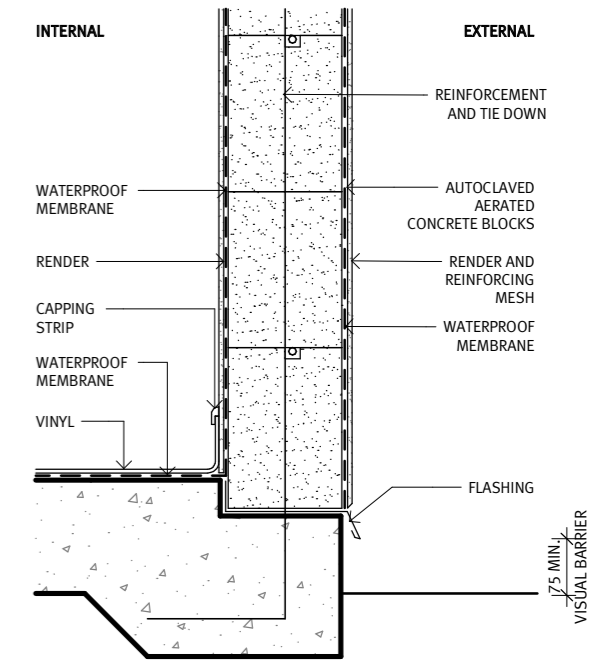 INTERNAL
EXTERNAL
REINFORCEMENT
AND TIE DOWN
WATERPROOF
MEMBRANE
AUTOCLAVED
AERATED
CONCRETE BLOCKS
RENDER
RENDER AND
REINFORCING
MESH
CAPPING
STRIP
WATERPROOF
MEMBRANE
WATERPROOF
MEMBRANE
VINYL
FLASHING
75 MIN.
VISUAL BARRIER